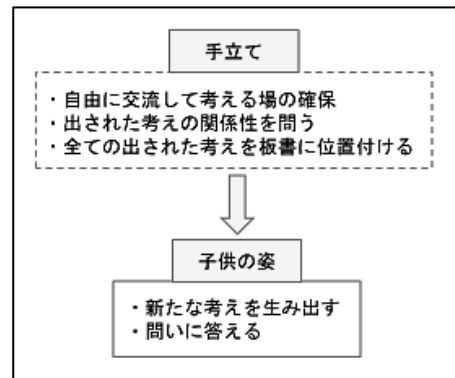 手立て
・自由に交流して考える場の確保
・出された考えの関係性を問う
・全ての出された考えを板書に位置付ける
子供の姿
・新たな考えを生み出す
・問いに答える